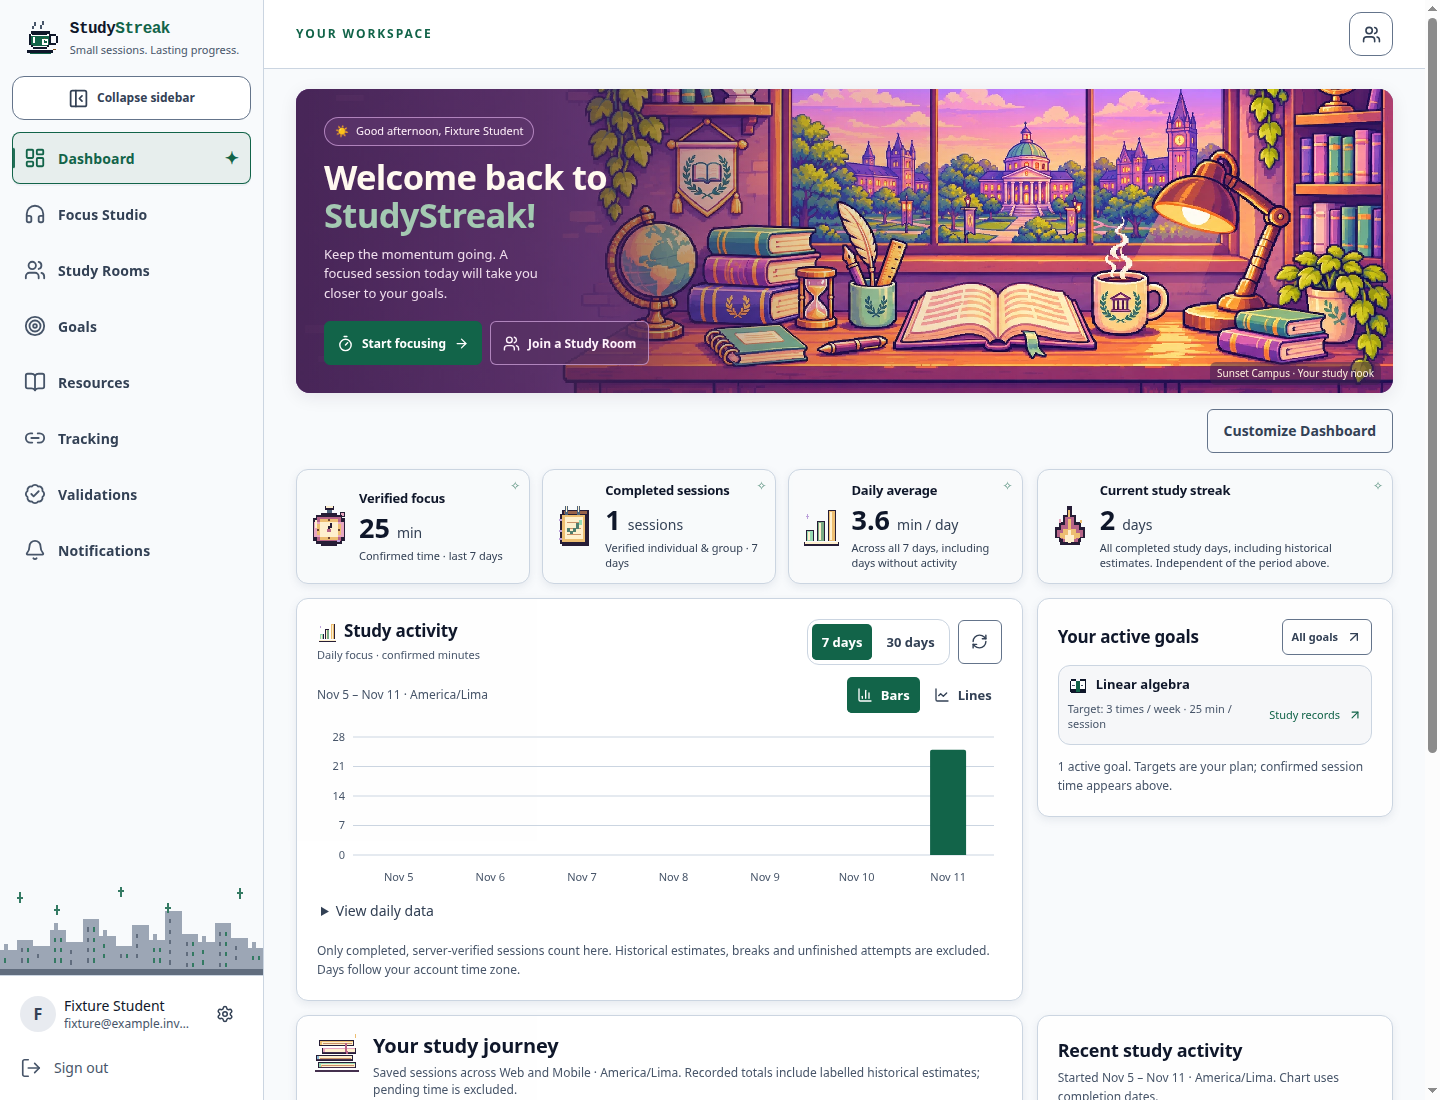 StudyStreak
Small sessions. Lasting progress.
Collapse sidebar
Dashboard
Focus Studio
Study Rooms
Goals
Resources
Tracking
Validations
Notifications
F
Fixture Student
fixture@example.inv...
Sign out
YOUR WORKSPACE
Good afternoon, Fixture Student
Welcome back to
StudyStreak!
Keep the momentum going. A
focused session today will take you
closer to your goals.
Start focusing
Join a Study Room
Sunset Campus · Your study nook
Customize Dashboard
Verified focus
25 min
Confirmed time · last 7 days
Completed sessions
1 sessions
Verified individual & group · 7
days
Daily average
3.6 min / day
Across all 7 days, including
days without activity
Current study streak
2 days
All completed study days, including historical
estimates. Independent of the period above.
Study activity
Daily focus · confirmed minutes
7 days
30 days
Nov 5 – Nov 11 · America/Lima
Bars
Lines
28
21
14
7
0
Nov 5
Nov 6
Nov 7
Nov 8
Nov 9
Nov 10
Nov 11
View daily data
Only completed, server-verified sessions count here. Historical estimates, breaks and unfinished attempts are excluded.
Days follow your account time zone.
Your active goals
All goals
Linear algebra
Target: 3 times / week · 25 min /
session
Study records
1 active goal. Targets are your plan; confirmed session
time appears above.
Your study journey
Saved sessions across Web and Mobile · America/Lima. Recorded totals include labelled historical estimates;
pending time is excluded.
Recent study activity
Started Nov 5 – Nov 11 · America/Lima. Chart uses
completion dates.